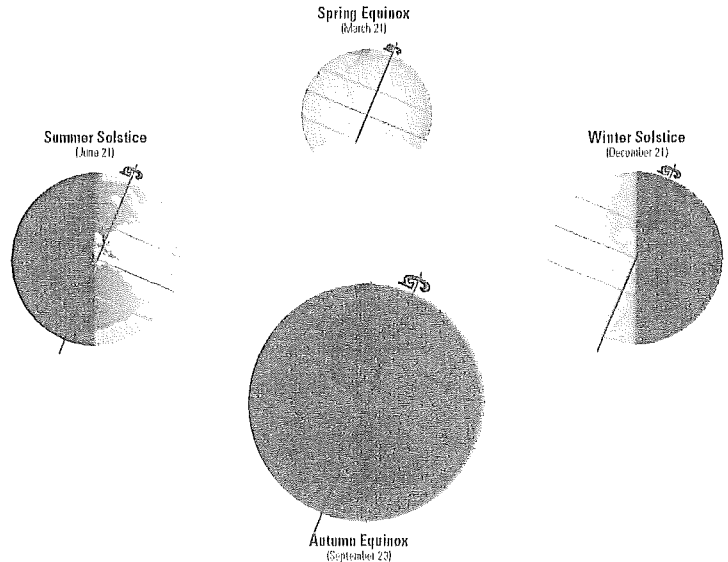 Spring Equinox
(March 21)
Summer Solstice
(June 21)
Winter Solstice
(December 21)
Autumn Equinox
(September 23)